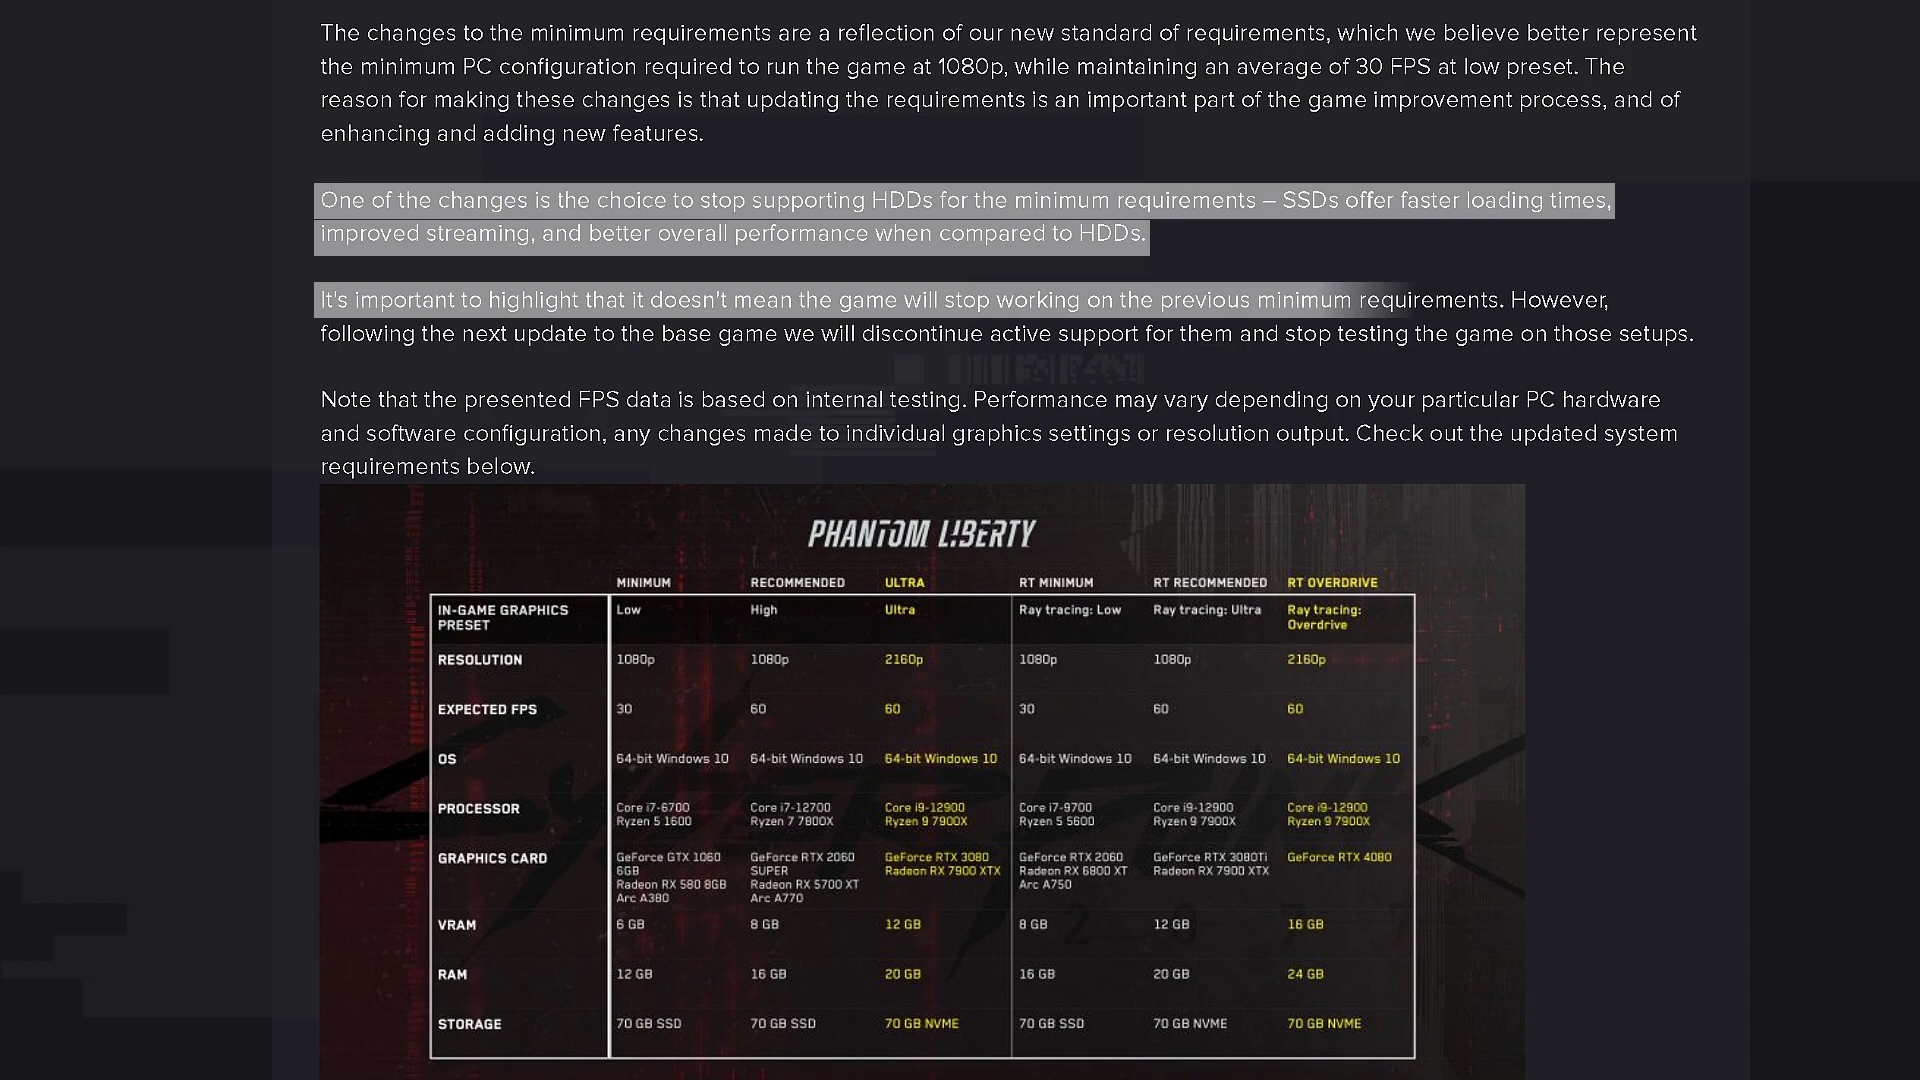 The changes to the minimum requirements are a reflection of our new standard of requirements, which we believe better represent
the minimum PC configuration required to run the game at 1080p, while maintaining an average of 30 FPS at low preset. The
reason for making these changes is that updating the requirements is an important part of the game improvement process, and of
enhancing and adding new features.
One of the changes is the choice to stop supporting HDDs for the minimum requirements – SSDs offer faster loading times,
improved streaming, and better overall performance when compared to HDDs.
It's important to highlight that it doesn't mean the game will stop working on the previous minimum requirements. However,
following the next update to the base game we will discontinue active support for them and stop testing the game on those setups.
Note that the presented FPS data is based on internal testing. Performance may vary depending on your particular PC hardware
and software configuration, any changes made to individual graphics settings or resolution output. Check out the updated system
requirements below.
PHANTOM LIBERTY
MINIMUM RECOMMENDED ULTRA RT MINIMUM RT RECOMMENDED RT OVERDRIVE
IN-GAME GRAPHICS Low High Ultra Ray tracing: Low Ray tracing: Ultra Ray tracing:
PRESET Overdrive
RESOLUTION 1080p 1080p 2160p 1080p 1080p 2160p
EXPECTED FPS 30 60 60 30 60 60
OS 64-bit Windows 10 64-bit Windows 10 64-bit Windows 10 64-bit Windows 10 64-bit Windows 10 64-bit Windows 10
PROCESSOR Core i7-6700 Core i7-12700 Core i9-12900 Core i7-9700 Core i9-12900 Core i9-12900
Ryzen 5 1600 Ryzen 7 7800X Ryzen 9 7900X Ryzen 5 5600 Ryzen 9 7900X Ryzen 9 7900X
GRAPHICS CARD GeForce GTX 1060 GeForce RTX 2060 GeForce RTX 3080 GeForce RTX 2060 GeForce RTX 3080Ti GeForce RTX 4080
6GB SUPER Radeon RX 7900 XTX Radeon RX 6800 XT Radeon RX 7900 XTX
Radeon RX 580 8GB Radeon RX 5700 XT Arc A750
Arc A380 Arc A770
VRAM 6 GB 8 GB 12 GB 8 GB 12 GB 16 GB
RAM 12 GB 16 GB 20 GB 16 GB 20 GB 24 GB
STORAGE 70 GB SSD 70 GB SSD 70 GB NVME 70 GB SSD 70 GB NVME 70 GB NVME